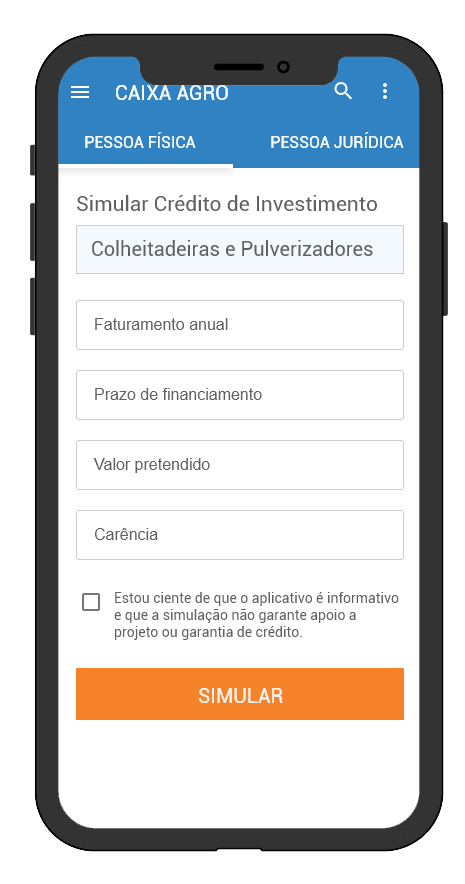 CAIXA AGRO
PESSOA FÍSICA PESSOA JURÍDICA
Simular Crédito de Investimento
Colheitadeiras e Pulverizadores
Faturamento anual
Prazo de financiamento
Valor pretendido
Carência
Estou ciente de que o aplicativo é informativo
e que a simulação não garante apoio a
projeto ou garantia de crédito.
SIMULAR